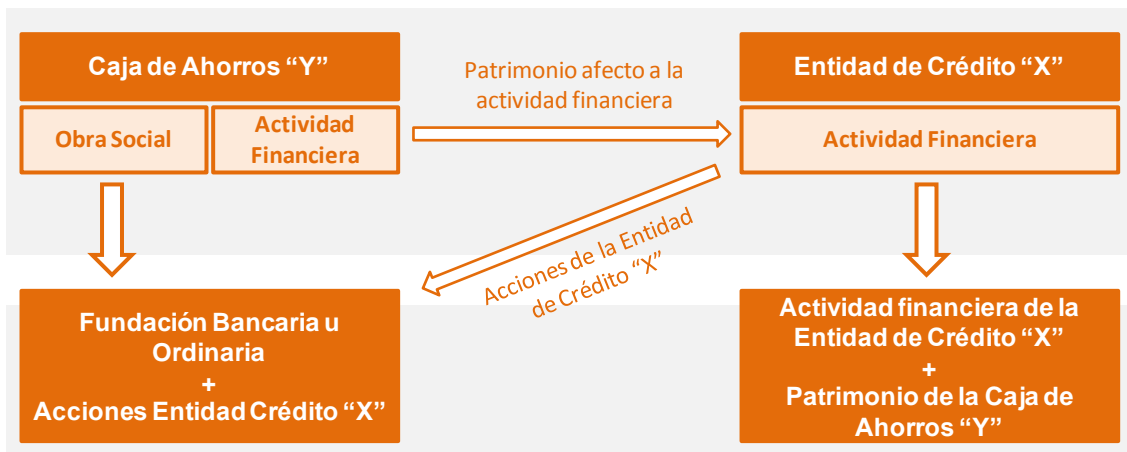 Caja de Ahorros “Y”
Patrimonio afecto a la
actividad financiera
Entidad de Crédito “X”
Obra Social
Actividad
Financiera
Actividad Financiera
Acciones de la Entidad
de Crédito “X”
Fundación Bancaria u
Ordinaria
+
Acciones Entidad Crédito “X”
Actividad financiera de la
Entidad de Crédito “X”
+
Patrimonio de la Caja de
Ahorros “Y”